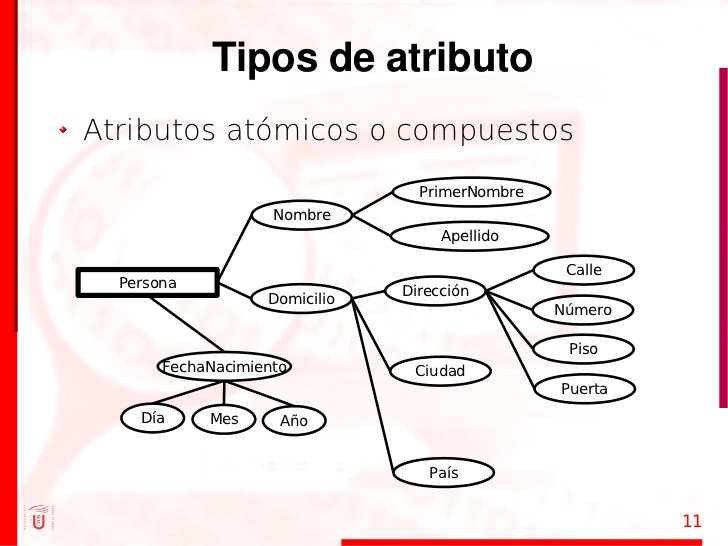 Tipos de atributo
Atributos atómicos o compuestos
PrimerNombre
Nombre
Apellido
Persona
Calle
Domicilio
Dirección
Número
Piso
FechaNacimiento
Ciudad
Puerta
Día
Mes
Año
País
11